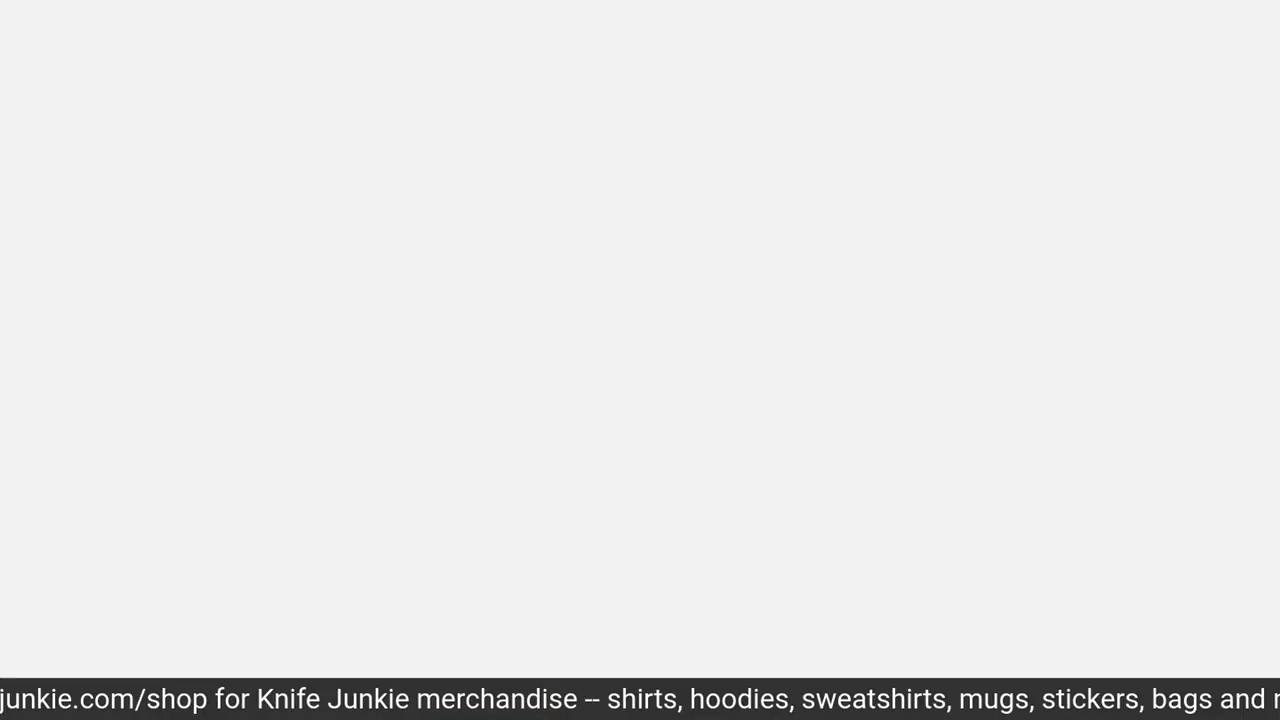 junkie.com/shop for Knife Junkie merchandise -- shirts, hoodies, sweatshirts, mugs, stickers, bags and